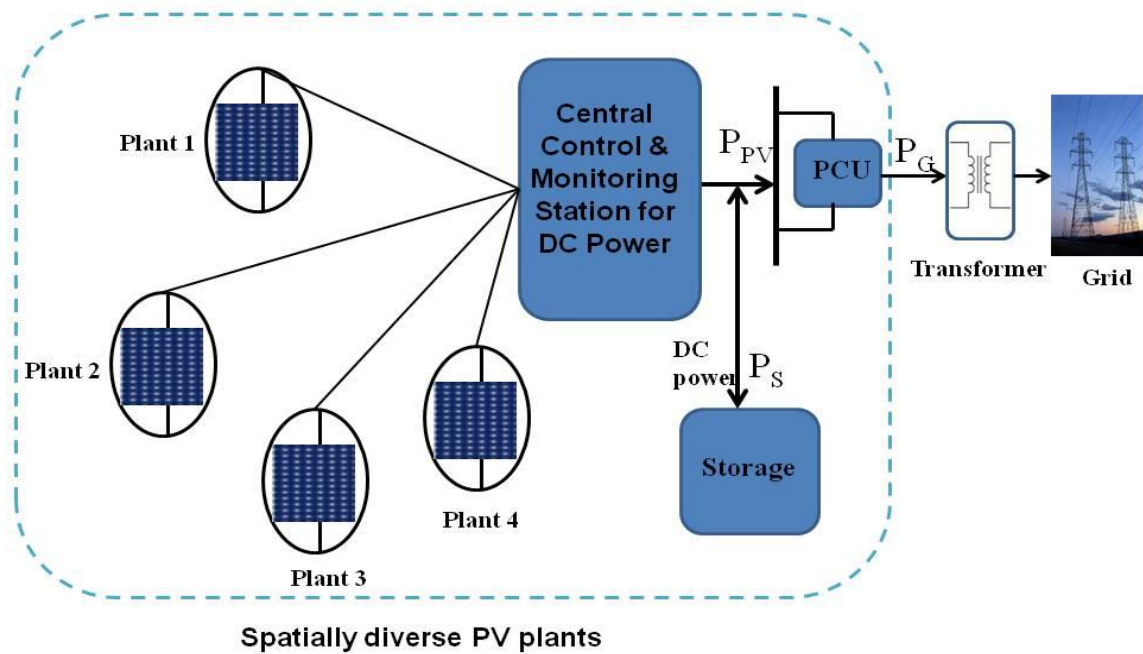 Plant 1
Plant 2
Plant 3
Plant 4
Central
Control &
Monitoring
Station for
DC Power
P_PV
PCU
P_G
Transformer
Grid
DC
power
P_S
Storage
Spatially diverse PV plants